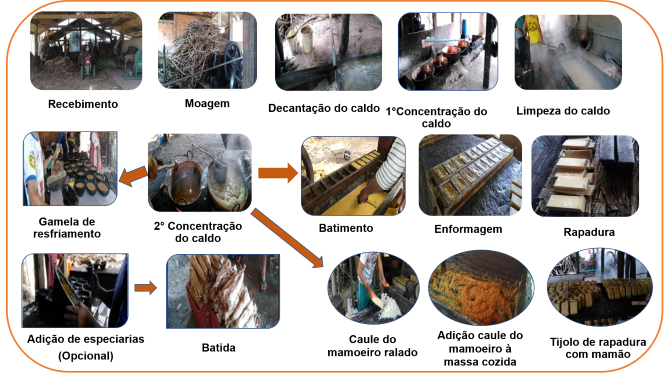 Recebimento
Moagem
Decantação do caldo
1°Concentração do
caldo
Limpeza do caldo
Gamela de
resfriamento
2° Concentração
do caldo
Batimento
Enformagem
Rapadura
Adição de especiarias
(Opcional)
Batida
Caule do
mamoeiro ralado
Adição caule do
mamoeiro à
massa cozida
Tijolo de rapadura
com mamão